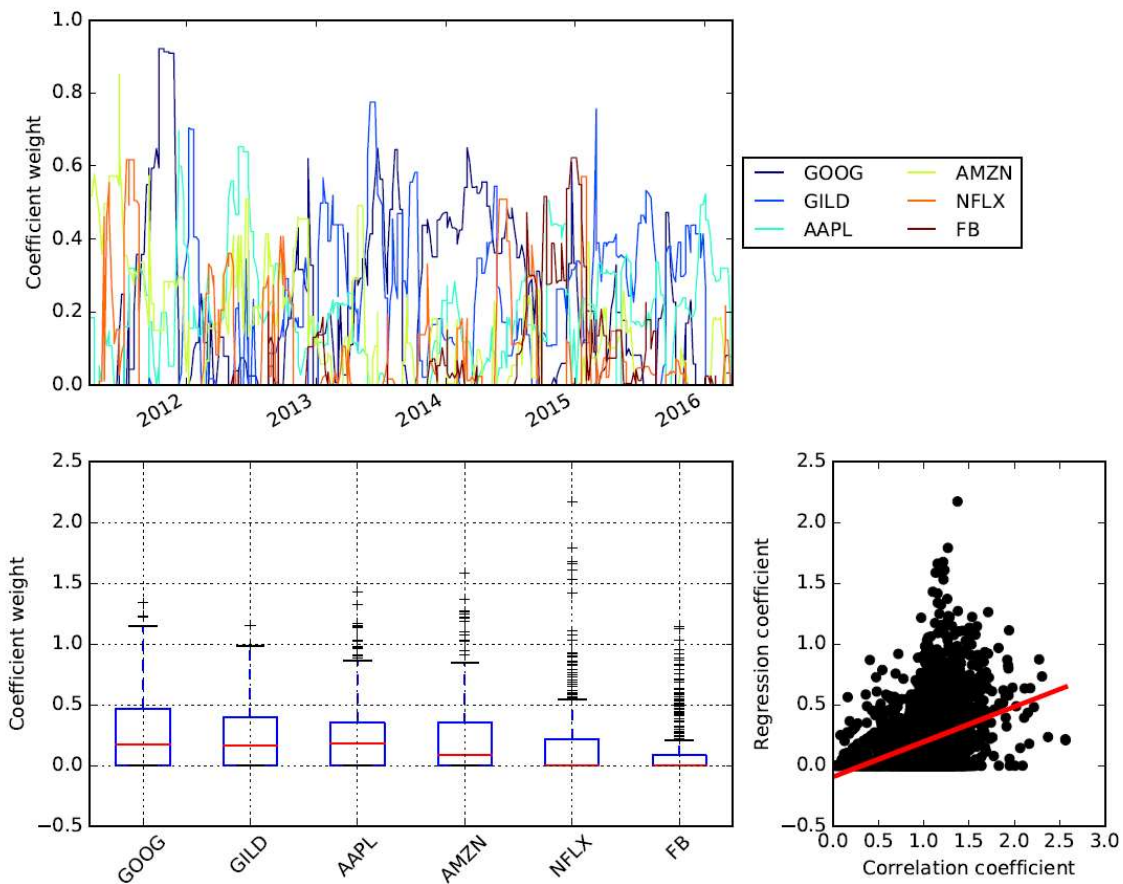 1.0
0.8
0.6
0.4
0.2
0.0
Coefficient weight
2012
2013
2014
2015
2016
GOOG
GILD
AAPL
AMZN
NFLX
FB
2.5
2.0
1.5
1.0
0.5
0.0
−0.5
Coefficient weight
GOOG
GILD
AAPL
AMZN
NFLX
FB
2.5
2.0
1.5
1.0
0.5
0.0
−0.5
Regression coefficient
0.0 0.5 1.0 1.5 2.0 2.5 3.0
Correlation coefficient